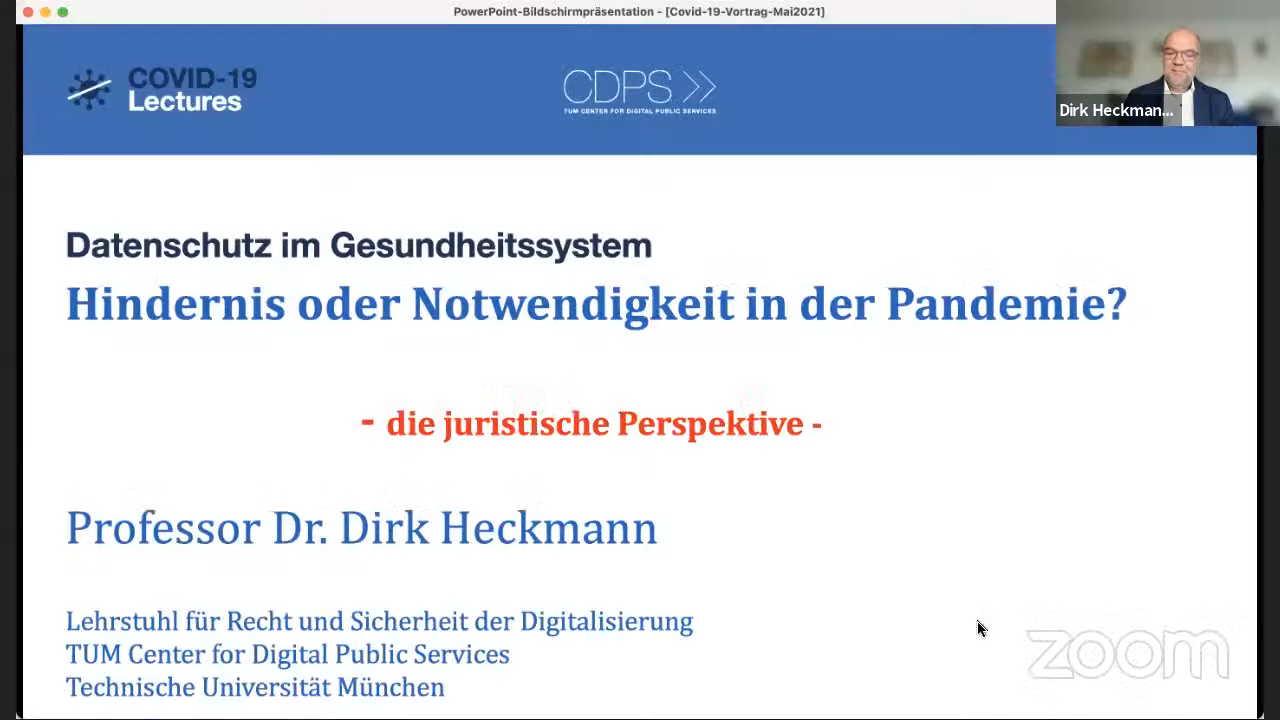 PowerPoint-Bildschirmpräsentation - [Covid-19-Vortrag-Mai2021]
COVID-19
Lectures
CDPS
TUM CENTER FOR DIGITAL PUBLIC SERVICES
Dirk Heckman...
Datenschutz im Gesundheitssystem
Hindernis oder Notwendigkeit in der Pandemie?
- die juristische Perspektive -
Professor Dr. Dirk Heckmann
Lehrstuhl für Recht und Sicherheit der Digitalisierung
TUM Center for Digital Public Services
Technische Universität München
zoom